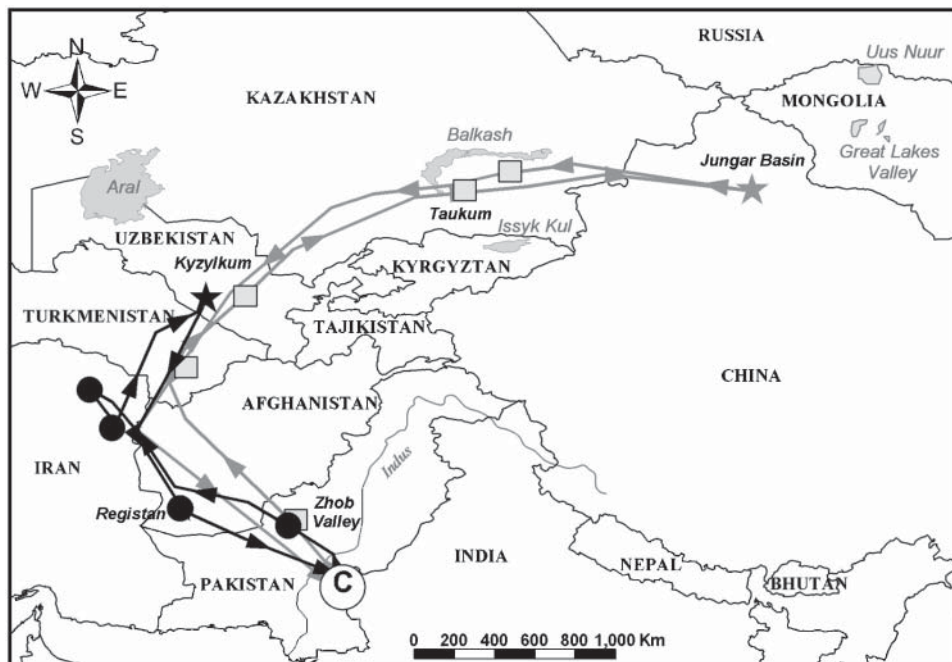 RUSSIA
Uus Nuur
N
W E
S
KAZAKHSTAN
MONGOLIA
Balkash
Great Lakes
Valley
Jungar Basin
Aral
Taukum
Issyk Kul
UZBEKISTAN
Kyzylkum
KYRGYZTAN
TURKMENISTAN
TAJIKISTAN
CHINA
AFGHANISTAN
Indus
IRAN
Registan
Zhob
Valley
INDIA
NEPAL
PAKISTAN
C
BHUTAN
0 200 400 600 800 1,000 Km